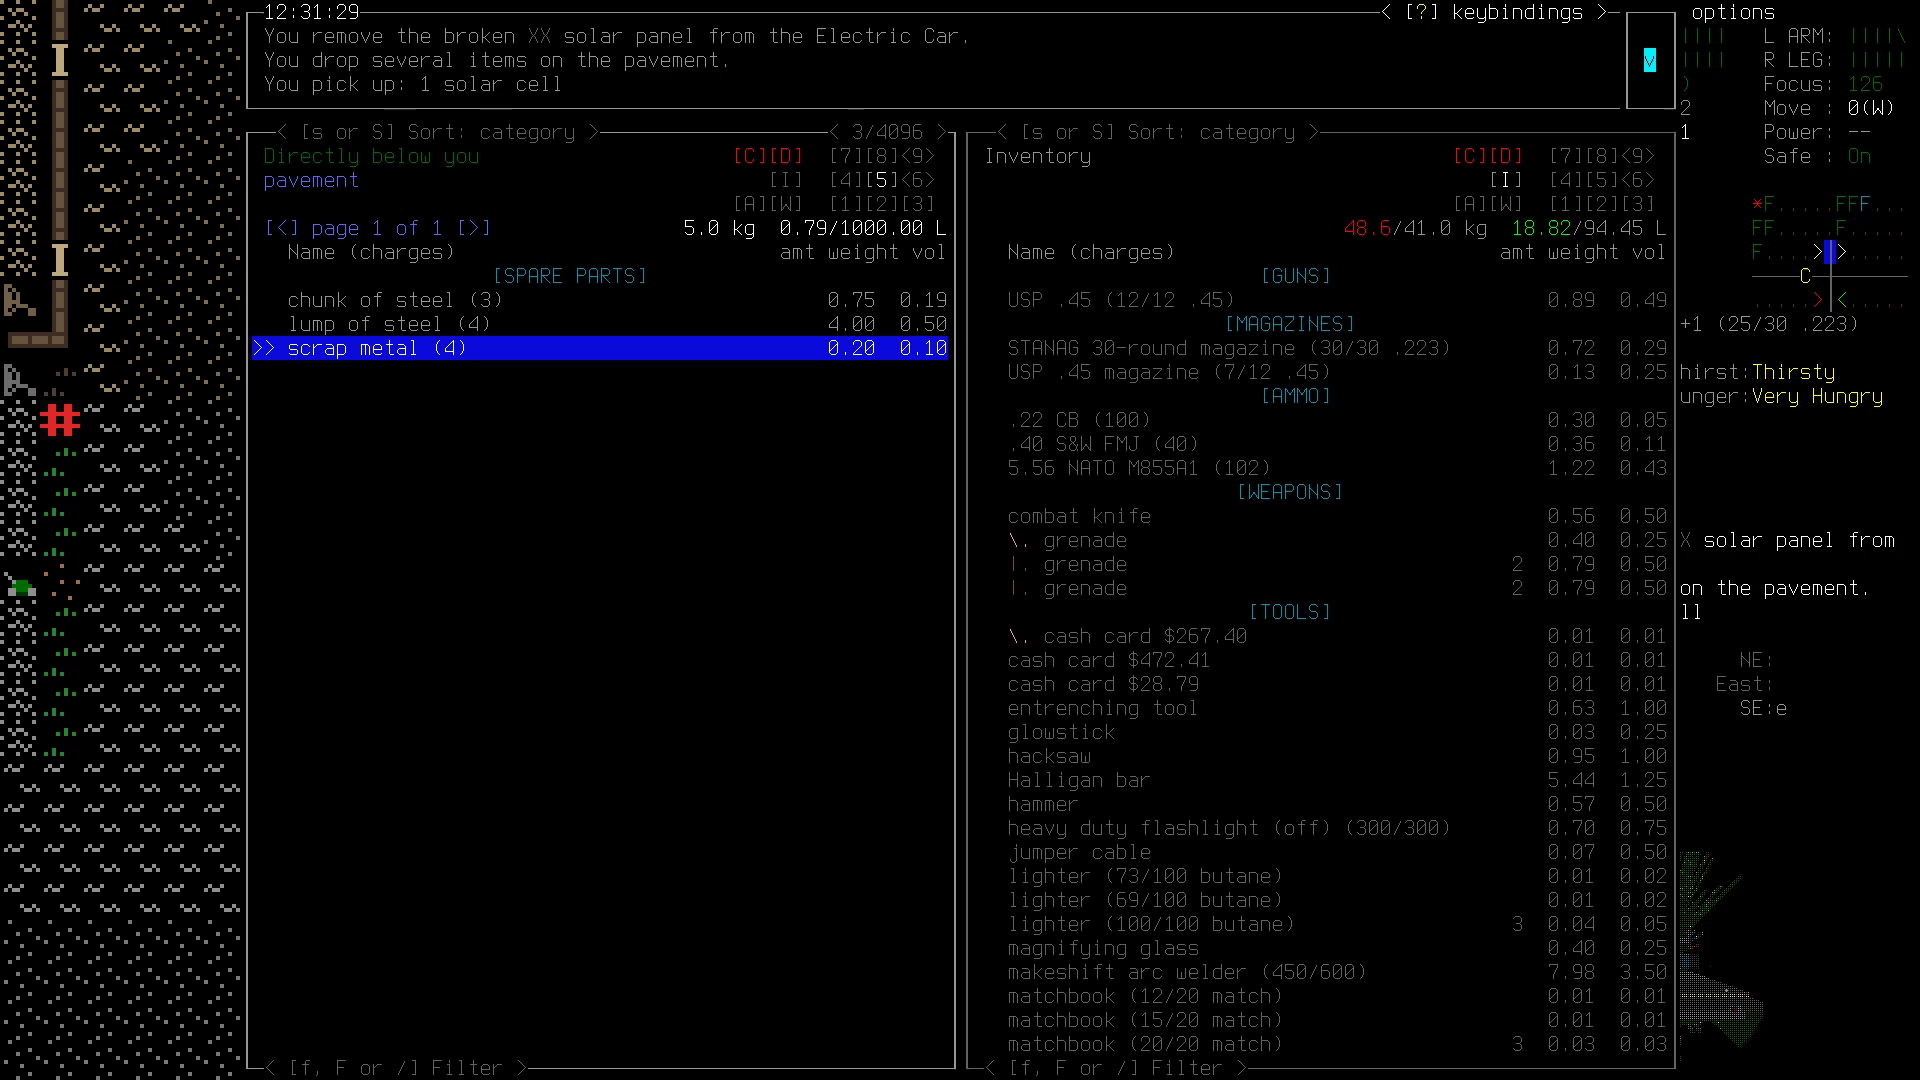 12:31:29 < [?] keybindings > options
You remove the broken XX solar panel from the Electric Car.
You drop several items on the pavement.
You pick up: 1 solar cell
v
|||| L ARM: ||||\
|||| R LEG: |||||
) Focus: 126
2 Move : 0(W)
1 Power: --
Safe : On
< [s or S] Sort: category > < 3/4096 >
Directly below you [C][D] [7][8]<9>
pavement [I] [4][5]<6>
[A][W] [1][2][3]
[<] page 1 of 1 [>] 5.0 kg 0.79/1000.00 L
Name (charges) amt weight vol
[SPARE PARTS]
chunk of steel (3) 0.75 0.19
lump of steel (4) 4.00 0.50
>> scrap metal (4) 0.20 0.10
< [f, F or /] Filter >
< [s or S] Sort: category >
Inventory [C][D] [7][8]<9>
[I] [4][5]<6>
[A][W] [1][2][3]
48.6/41.0 kg 18.82/94.45 L
Name (charges) amt weight vol
[GUNS]
USP .45 (12/12 .45) 0.89 0.49
[MAGAZINES]
STANAG 30-round magazine (30/30 .223) 0.72 0.29
USP .45 magazine (7/12 .45) 0.13 0.25
[AMMO]
.22 CB (100) 0.30 0.05
.40 S&W FMJ (40) 0.36 0.11
5.56 NATO M855A1 (102) 1.22 0.43
[WEAPONS]
combat knife 0.56 0.50
\. grenade 0.40 0.25
|. grenade 2 0.79 0.50
|. grenade 2 0.79 0.50
[TOOLS]
\. cash card $267.40 0.01 0.01
cash card $472.41 0.01 0.01
cash card $28.79 0.01 0.01
entrenching tool 0.63 1.00
glowstick 0.03 0.25
hacksaw 0.95 1.00
Halligan bar 5.44 1.25
hammer 0.57 0.50
heavy duty flashlight (off) (300/300) 0.70 0.75
jumper cable 0.07 0.50
lighter (73/100 butane) 0.01 0.02
lighter (69/100 butane) 0.01 0.02
lighter (100/100 butane) 3 0.04 0.05
magnifying glass 0.40 0.25
makeshift arc welder (450/600) 7.98 3.50
matchbook (12/20 match) 0.01 0.01
matchbook (15/20 match) 0.01 0.01
matchbook (20/20 match) 3 0.03 0.03
< [f, F or /] Filter >
*F.....FFF...
FF.....F.....
F....>|>.....
C
.....>|<.....
+1 (25/30 .223)
hirst:Thirsty
unger:Very Hungry
X solar panel from
on the pavement.
ll
NE:
East:
SE:e